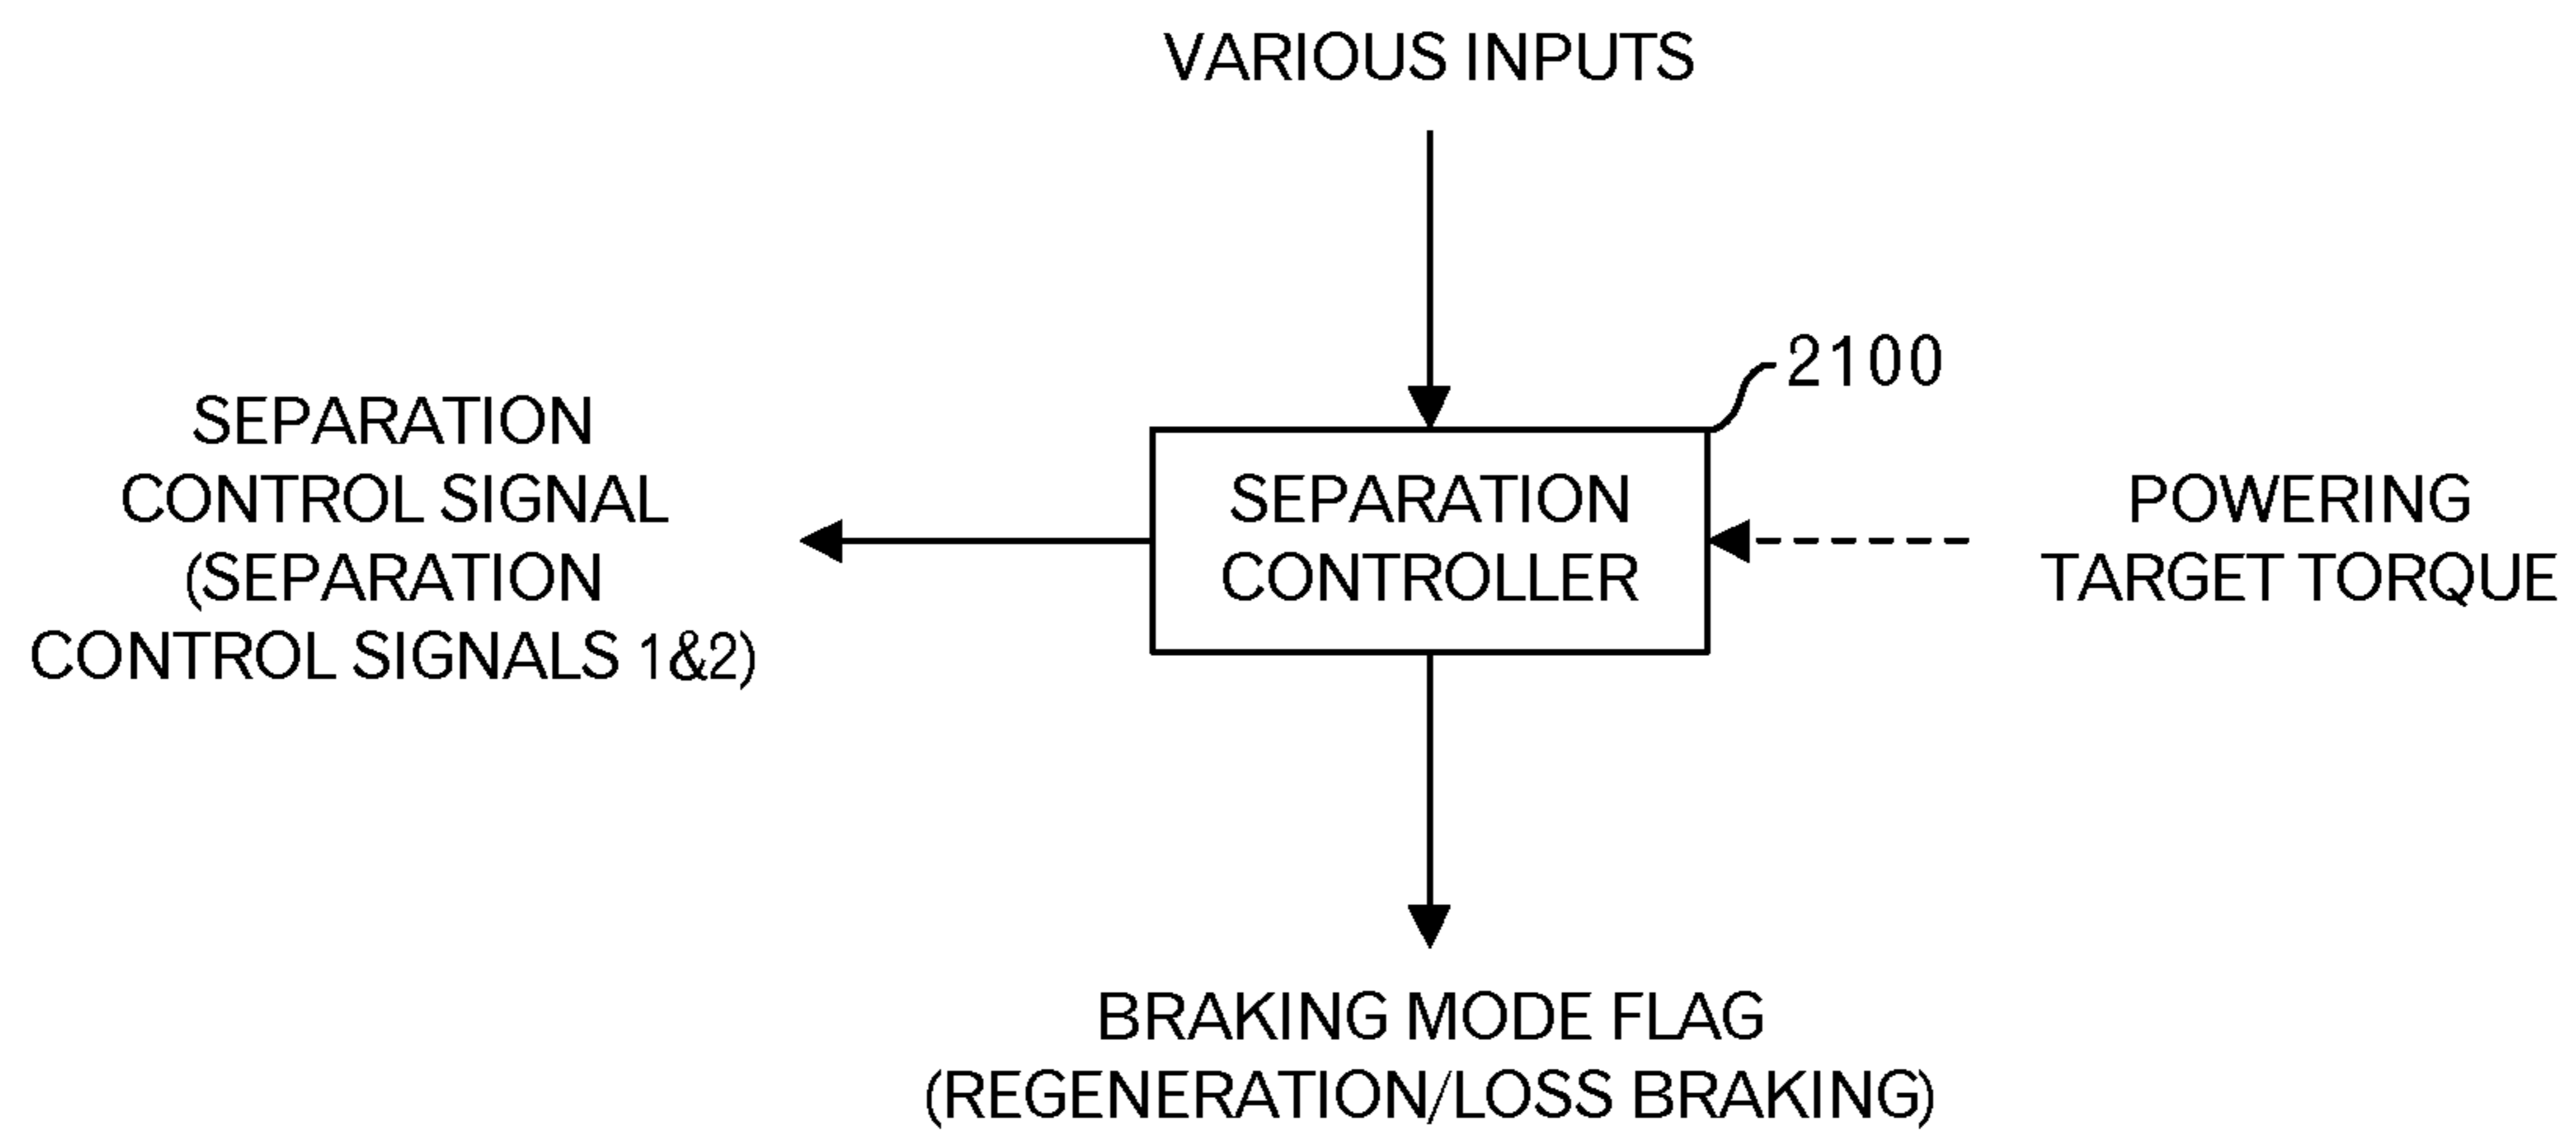 VARIOUS INPUTS
2100
SEPARATION
CONTROL SIGNAL
(SEPARATION
CONTROL SIGNALS 1&2)
SEPARATION
CONTROLLER
POWERING
TARGET TORQUE
BRAKING MODE FLAG
(REGENERATION/LOSS BRAKING)